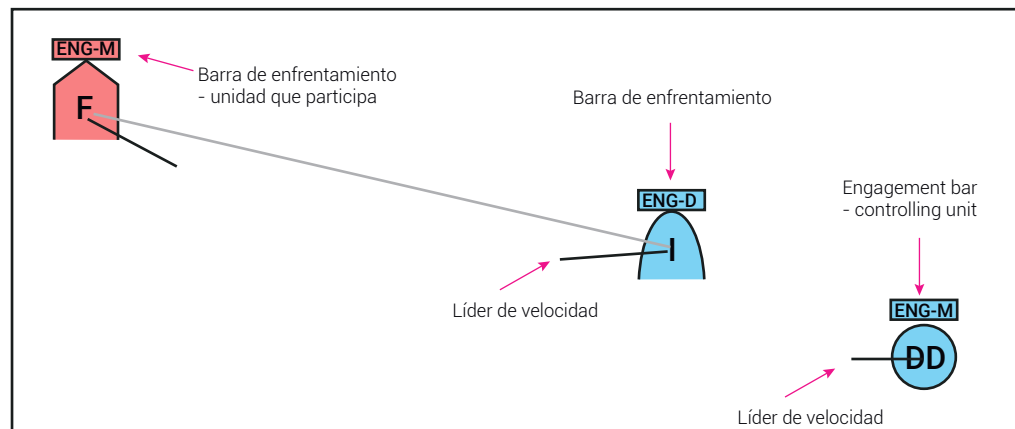 ENG-M
Barra de enfrentamiento
- unidad que participa
F
Barra de enfrentamiento
ENG-D
I
Engagement bar
- controlling unit
Líder de velocidad
ENG-M
DD
Líder de velocidad